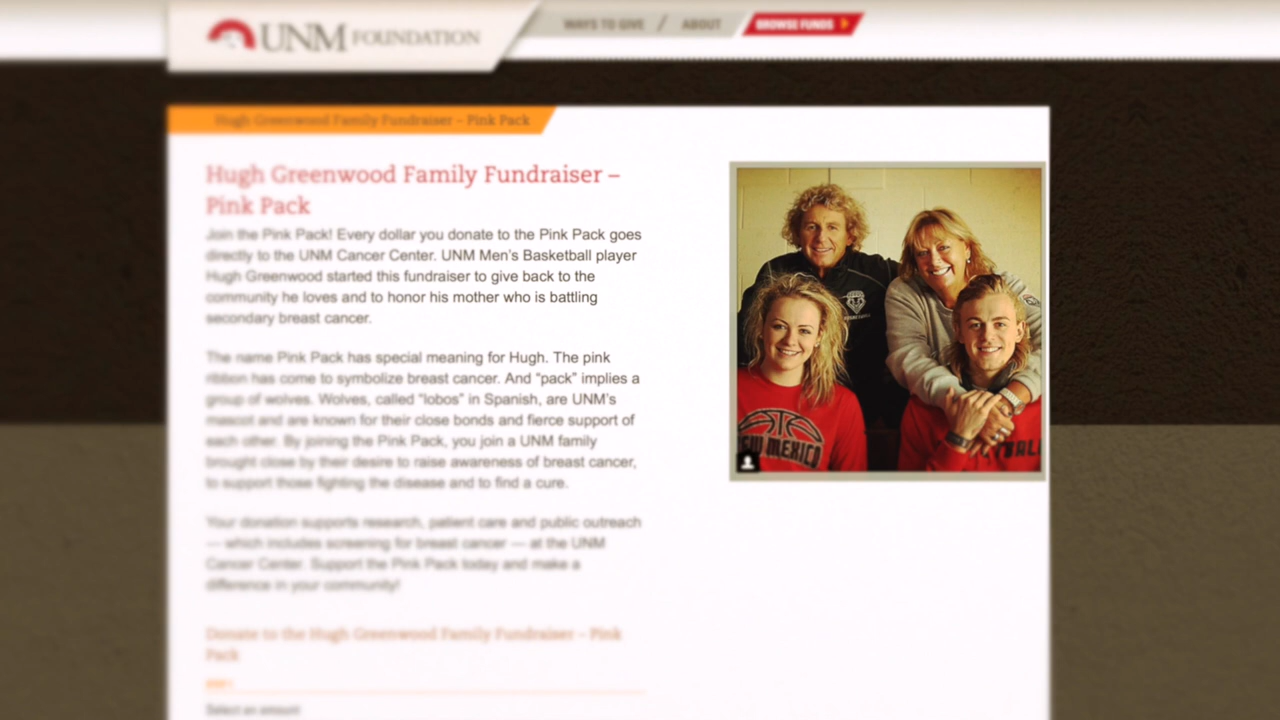 UNM FOUNDATION
WAYS TO GIVE / ABOUT BROWSE FUNDS
Hugh Greenwood Family Fundraiser – Pink Pack
Hugh Greenwood Family Fundraiser –
Pink Pack
Join the Pink Pack! Every dollar you donate to the Pink Pack goes
directly to the UNM Cancer Center. UNM Men's Basketball player
Hugh Greenwood started this fundraiser to give back to the
community he loves and to honor his mother who is battling
secondary breast cancer.
The name Pink Pack has special meaning for Hugh. The pink
ribbon has come to symbolize breast cancer. And “pack” implies a
group of wolves. Wolves, called “lobos” in Spanish, are UNM’s
mascot and are known for their close bonds and fierce support of
each other. By joining the Pink Pack, you join a UNM family
brought close by their desire to raise awareness of breast cancer,
to support those fighting the disease and to find a cure.
Your donation supports research, patient care and public outreach
— which includes screening for breast cancer — at the UNM
Cancer Center. Support the Pink Pack today and make a
difference in your community!
Donate to the Hugh Greenwood Family Fundraiser – Pink
Pack
Select an amount
NEW MEXICO